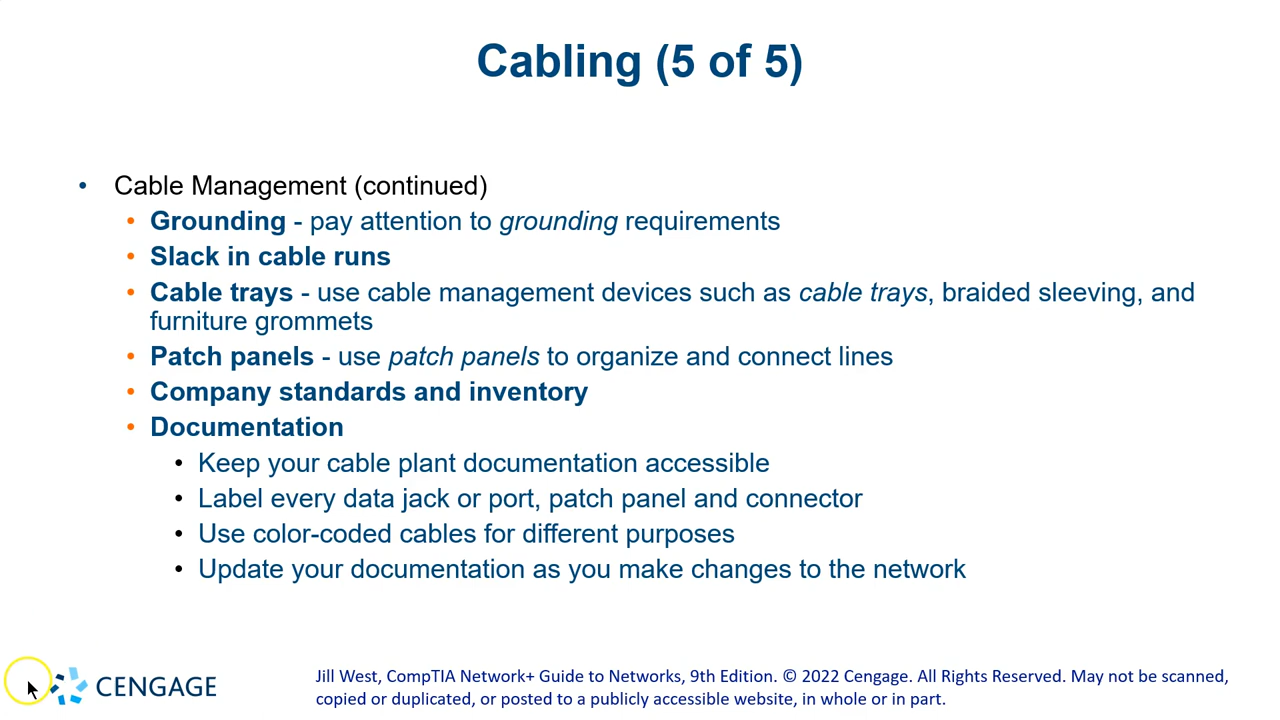 Cabling (5 of 5)
• Cable Management (continued)
• Grounding - pay attention to grounding requirements
• Slack in cable runs
• Cable trays - use cable management devices such as cable trays, braided sleeving, and
furniture grommets
• Patch panels - use patch panels to organize and connect lines
• Company standards and inventory
• Documentation
• Keep your cable plant documentation accessible
• Label every data jack or port, patch panel and connector
• Use color-coded cables for different purposes
• Update your documentation as you make changes to the network
CENGAGE
Jill West, CompTIA Network+ Guide to Networks, 9th Edition. © 2022 Cengage. All Rights Reserved. May not be scanned,
copied or duplicated, or posted to a publicly accessible website, in whole or in part.